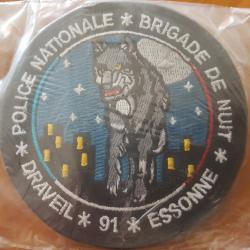 * POLICE NATIONALE * BRIGADE DE NUIT
* DRAVEIL * 91 * ESSONNE *